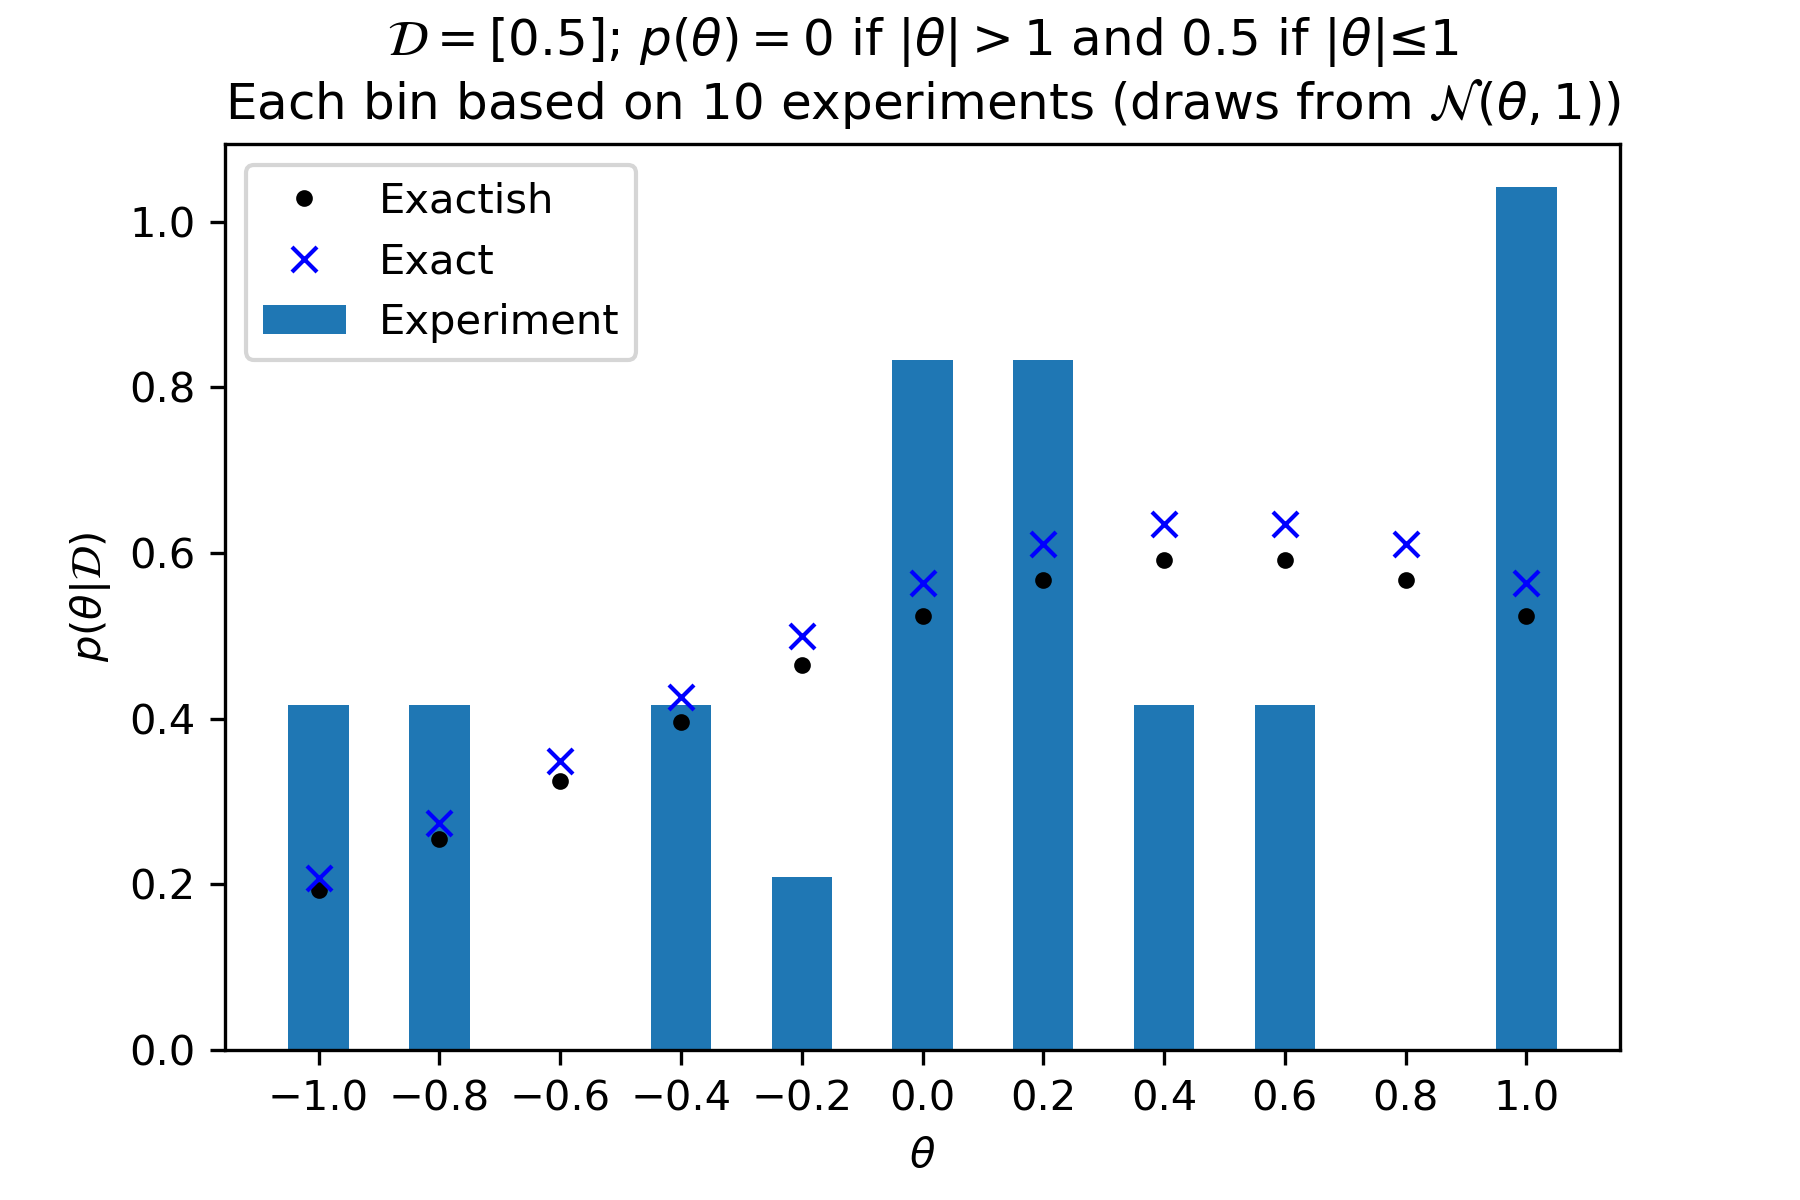 𝒟 = [0.5]; p(θ) = 0 if |θ| > 1 and 0.5 if |θ|≤1
Each bin based on 10 experiments (draws from 𝒩(θ, 1))
Exactish
Exact
Experiment
p(θ|𝒟)
1.0
0.8
0.6
0.4
0.2
0.0
−1.0 −0.8 −0.6 −0.4 −0.2 0.0 0.2 0.4 0.6 0.8 1.0
θ